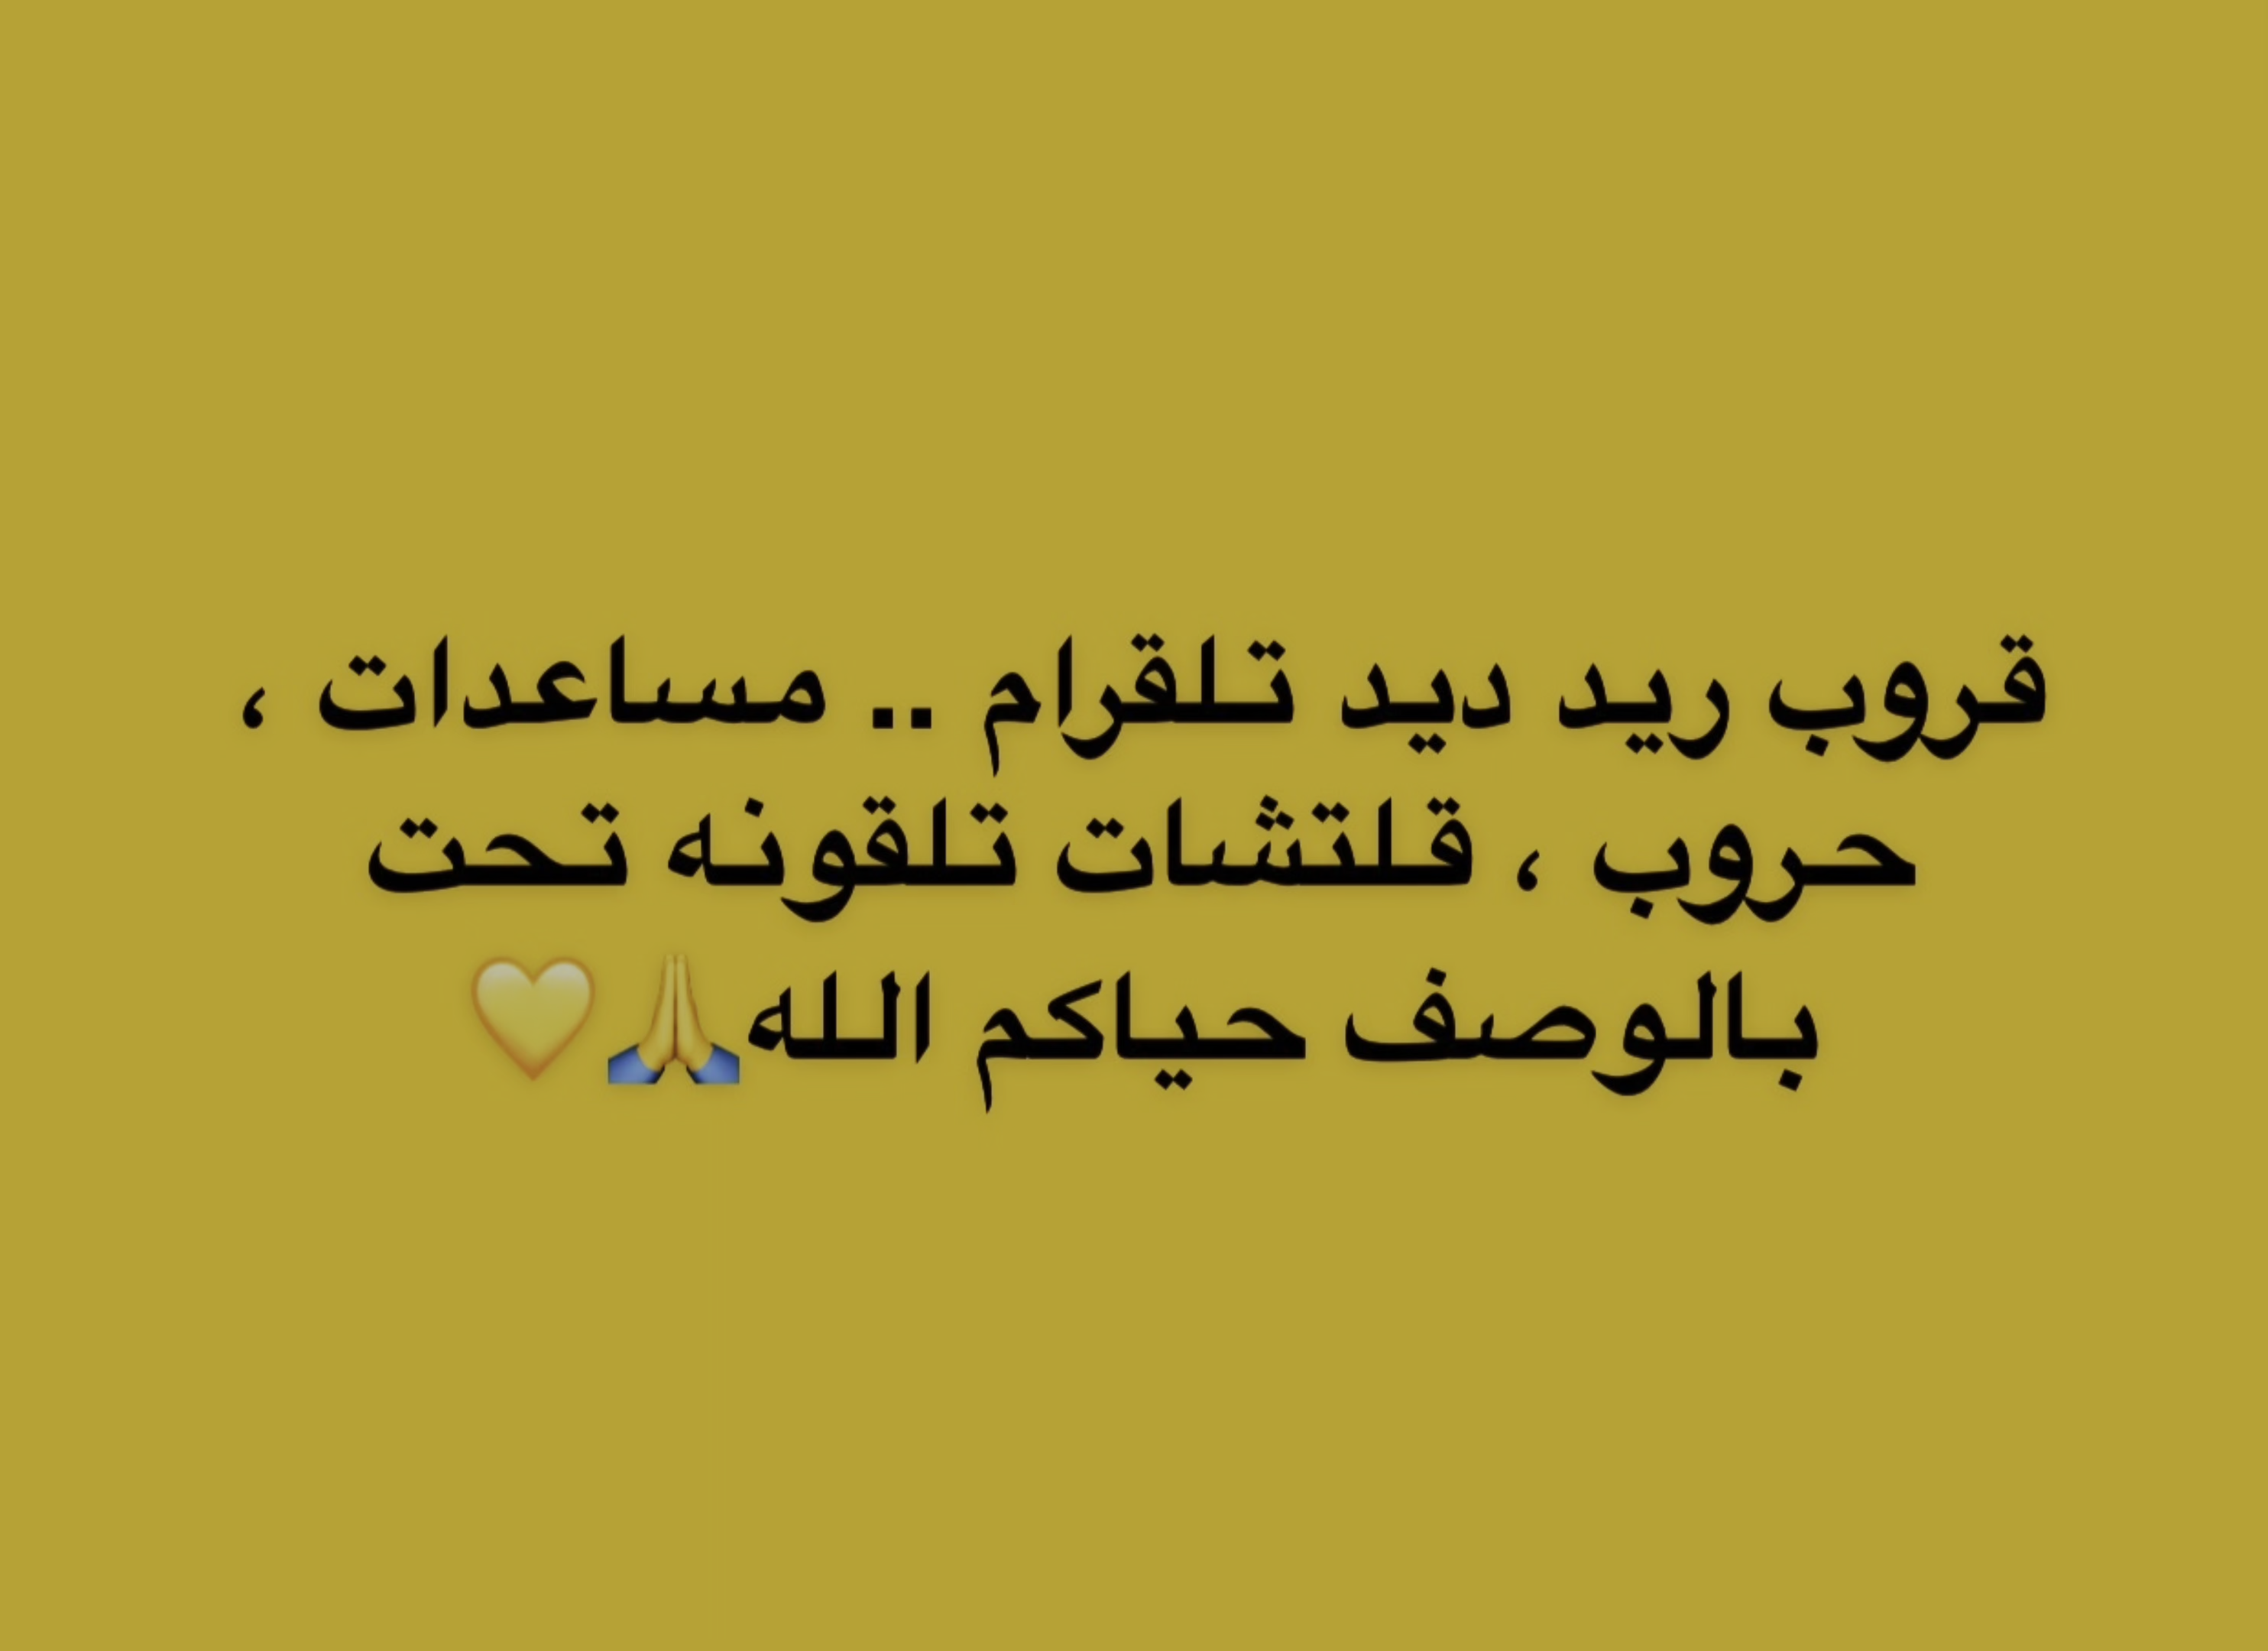 قروب ريد ديد تلقرام .. مساعدات ،
حروب ، قلتشات تلقونه تحت
بالوصف حياكم الله🙏💛